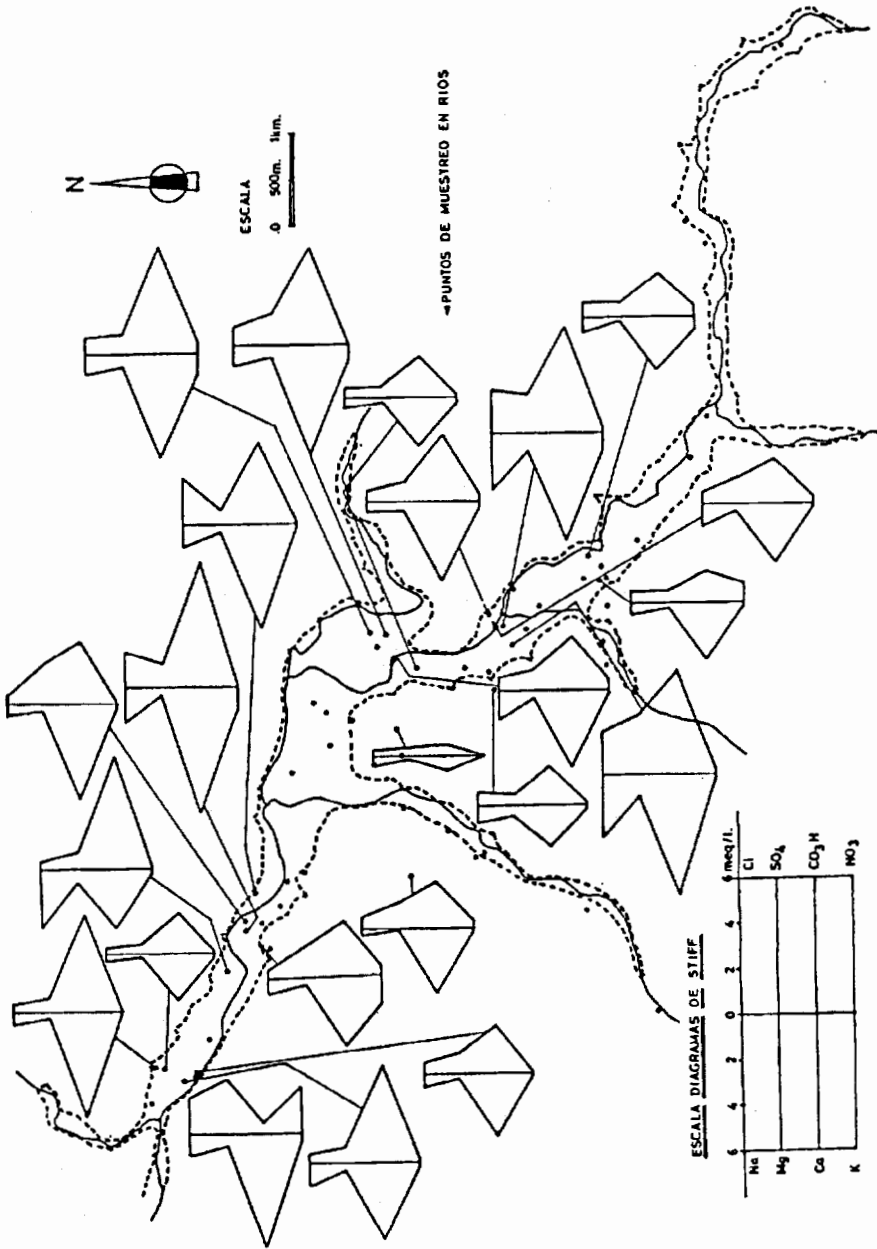 N
ESCALA
.0 500m. 1km.
◄PUNTOS DE MUESTREO EN RIOS
ESCALA DIAGRAMAS DE STIFF
6 4 2 0 2 4 6 meq/l.
Na Cl
Mg SO4
Ca CO3H
K NO3